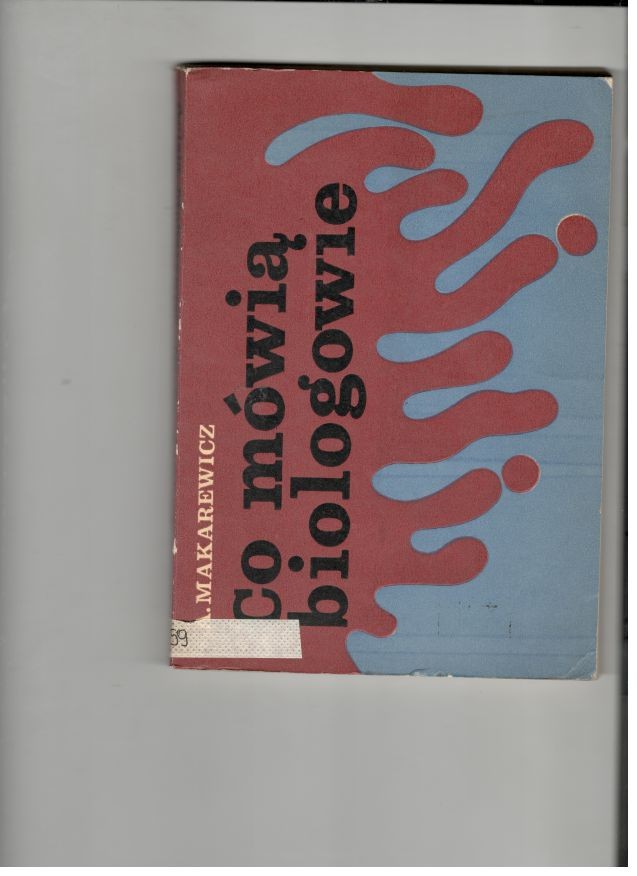 A. MAKAREWICZ
Co mówią
biologowie
59